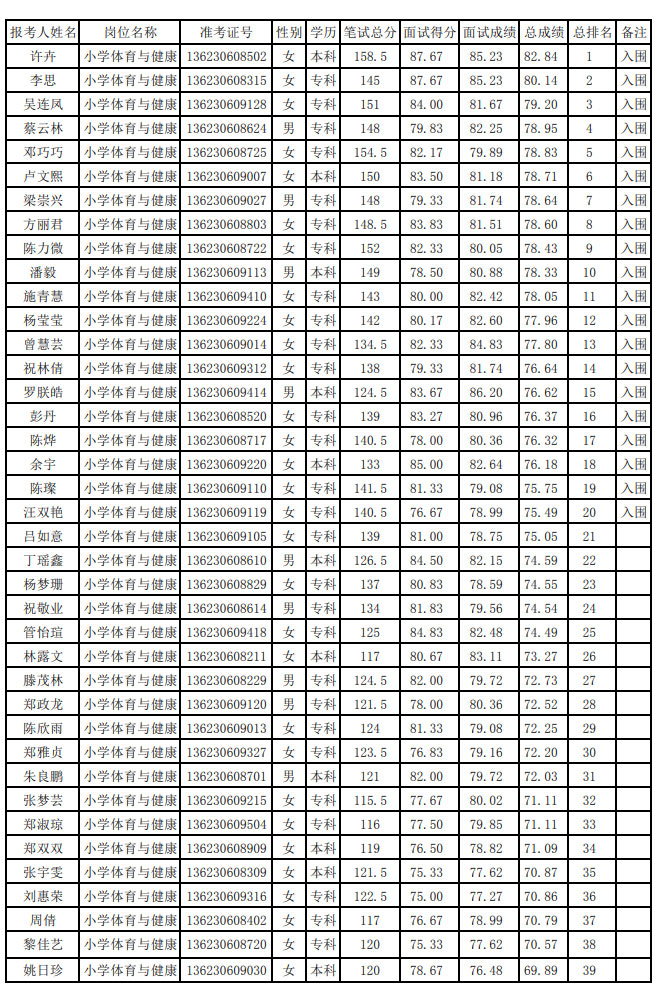 报考人姓名 岗位名称 准考证号 性别 学历 笔试总分 面试得分 面试成绩 总成绩 总排名 备注
许卉 小学体育与健康 136230608502 女 本科 158.5 87.67 85.23 82.84 1 入围
李思 小学体育与健康 136230608315 女 专科 145 87.67 85.23 80.14 2 入围
吴连凤 小学体育与健康 136230609128 女 专科 151 84.00 81.67 79.20 3 入围
蔡云林 小学体育与健康 136230608624 男 专科 148 79.83 82.25 78.95 4 入围
邓巧巧 小学体育与健康 136230608725 女 专科 154.5 82.17 79.89 78.83 5 入围
卢文熙 小学体育与健康 136230609007 女 本科 150 83.50 81.18 78.71 6 入围
梁崇兴 小学体育与健康 136230609027 男 专科 148 79.33 81.74 78.64 7 入围
方丽君 小学体育与健康 136230608803 女 专科 148.5 83.83 81.51 78.60 8 入围
陈力微 小学体育与健康 136230608722 女 专科 152 82.33 80.05 78.43 9 入围
潘毅 小学体育与健康 136230609113 男 本科 149 78.50 80.88 78.33 10 入围
施青慧 小学体育与健康 136230609410 女 专科 143 80.00 82.42 78.05 11 入围
杨莹莹 小学体育与健康 136230609224 女 专科 142 80.17 82.60 77.96 12 入围
曾慧芸 小学体育与健康 136230609014 女 专科 134.5 82.33 84.83 77.80 13 入围
祝林倩 小学体育与健康 136230609312 女 专科 138 79.33 81.74 76.64 14 入围
罗朕皓 小学体育与健康 136230609414 男 本科 124.5 83.67 86.20 76.62 15 入围
彭丹 小学体育与健康 136230608520 女 专科 139 83.27 80.96 76.37 16 入围
陈烨 小学体育与健康 136230608717 女 专科 140.5 78.00 80.36 76.32 17 入围
余宇 小学体育与健康 136230609220 女 本科 133 85.00 82.64 76.18 18 入围
陈璨 小学体育与健康 136230609110 女 专科 141.5 81.33 79.08 75.75 19 入围
汪双艳 小学体育与健康 136230609119 女 专科 140.5 76.67 78.99 75.49 20 入围
吕如意 小学体育与健康 136230609105 女 专科 139 81.00 78.75 75.05 21
丁瑶鑫 小学体育与健康 136230608610 男 本科 126.5 84.50 82.15 74.59 22
杨梦珊 小学体育与健康 136230608829 女 专科 137 80.83 78.59 74.55 23
祝敬业 小学体育与健康 136230608614 男 专科 134 81.83 79.56 74.54 24
管怡瑄 小学体育与健康 136230609418 女 专科 125 84.83 82.48 74.49 25
林露文 小学体育与健康 136230608211 女 本科 117 80.67 83.11 73.27 26
滕茂林 小学体育与健康 136230608229 男 专科 124.5 82.00 79.72 72.73 27
郑政龙 小学体育与健康 136230609120 男 本科 121.5 78.00 80.36 72.52 28
陈欣雨 小学体育与健康 136230609013 女 专科 124 81.33 79.08 72.25 29
郑雅贞 小学体育与健康 136230609327 女 专科 123.5 76.83 79.16 72.20 30
朱良鹏 小学体育与健康 136230608701 男 本科 121 82.00 79.72 72.03 31
张梦芸 小学体育与健康 136230609215 女 专科 115.5 77.67 80.02 71.11 32
郑淑琼 小学体育与健康 136230609504 女 专科 116 77.50 79.85 71.11 33
郑双双 小学体育与健康 136230608909 女 本科 119 76.50 78.82 71.09 34
张宇雯 小学体育与健康 136230608309 女 本科 121.5 75.33 77.62 70.87 35
刘惠荣 小学体育与健康 136230609316 女 专科 122.5 75.00 77.27 70.86 36
周倩 小学体育与健康 136230608402 女 专科 117 76.67 78.99 70.79 37
黎佳艺 小学体育与健康 136230608720 女 专科 120 75.33 77.62 70.57 38
姚日珍 小学体育与健康 136230609030 女 本科 120 78.67 76.48 69.89 39